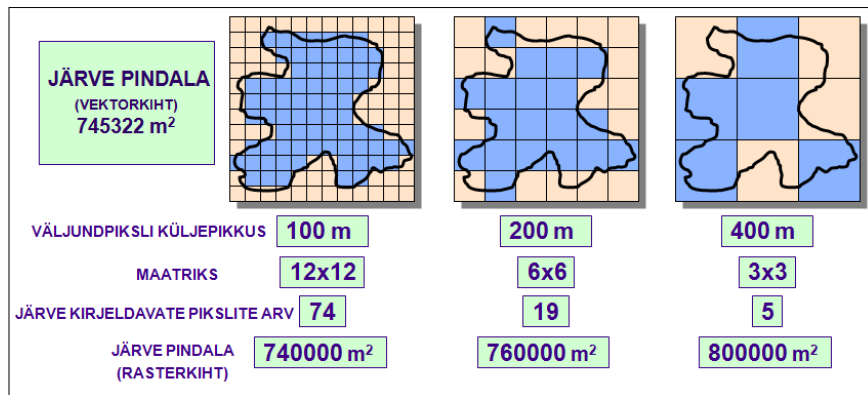 JÄRVE PINDALA
(VEKTORKIHT)
745322 m²
VÄLJUNDPIKSLI KÜLJEPIKKUS 100 m 200 m 400 m
MAATRIKS 12x12 6x6 3x3
JÄRVE KIRJELDAVATE PIKSLITE ARV 74 19 5
JÄRVE PINDALA 740000 m² 760000 m² 800000 m²
(RASTERKIHT)